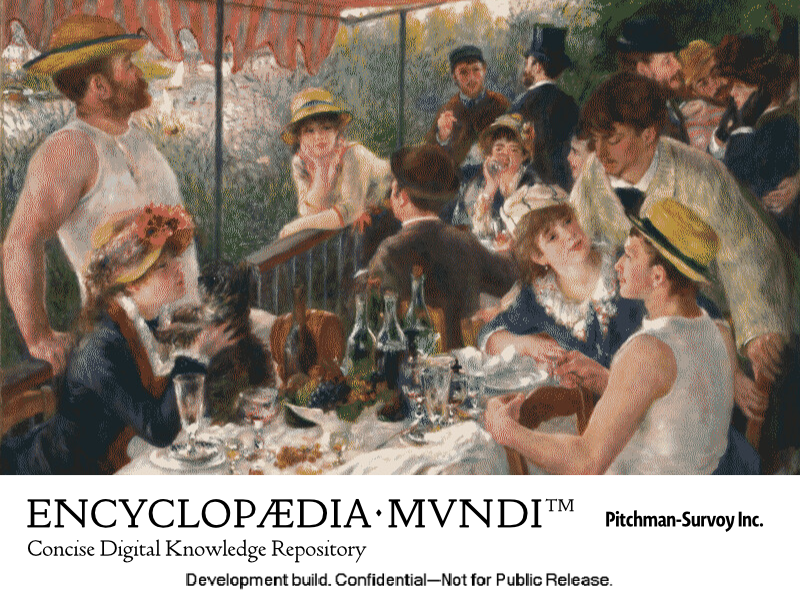 ENCYCLOPÆDIA·MVNDI™
Pitchman-Survoy Inc.
Concise Digital Knowledge Repository
Development build. Confidential—Not for Public Release.